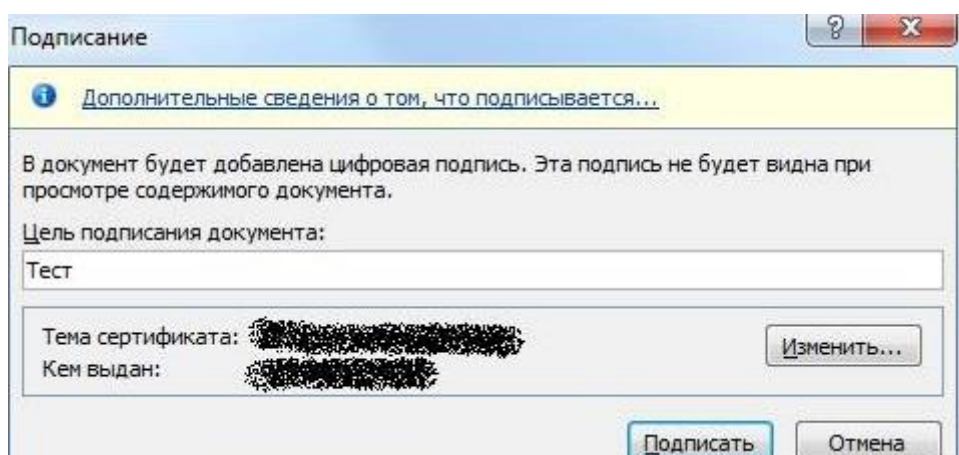 Подписание
Дополнительные сведения о том, что подписывается...
В документ будет добавлена цифровая подпись. Эта подпись не будет видна при
просмотре содержимого документа.
Цель подписания документа:
Тест
Тема сертификата:
Изменить...
Кем выдан:
Подписать
Отмена